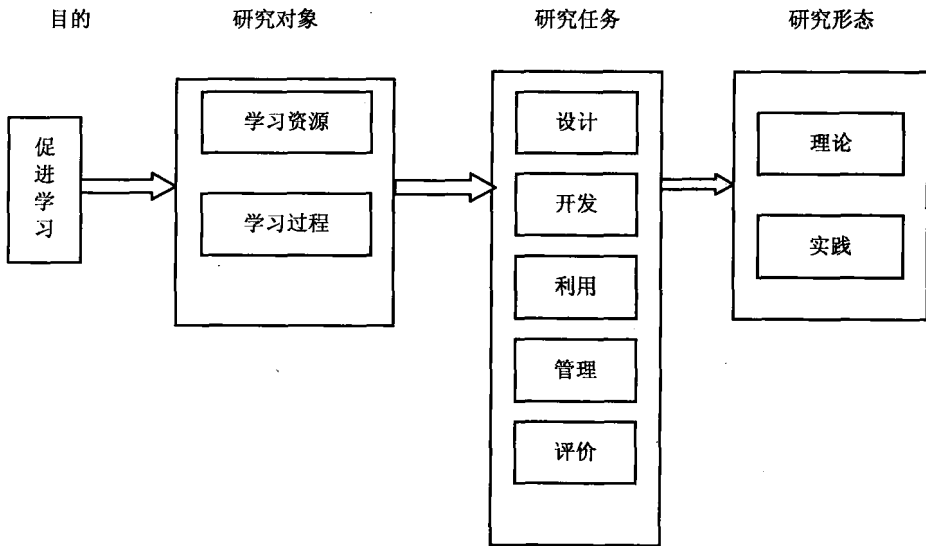 目的 研究对象 研究任务 研究形态
促进学习
学习资源
学习过程
设计
开发
利用
管理
评价
理论
实践